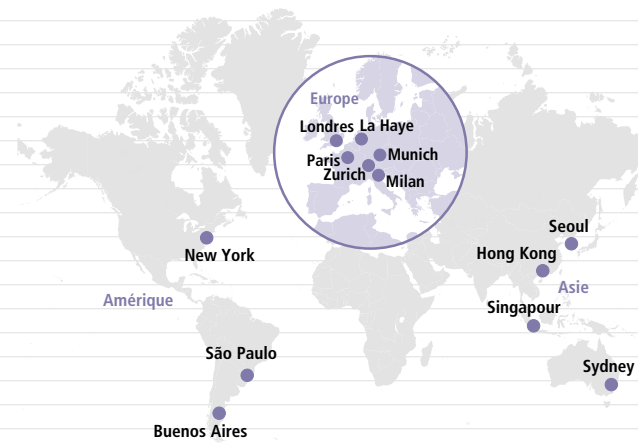 Europe
Londres
La Haye
Paris
Munich
Zurich
Milan
Seoul
New York
Hong Kong
Amérique
Asie
Singapour
São Paulo
Sydney
Buenos Aires